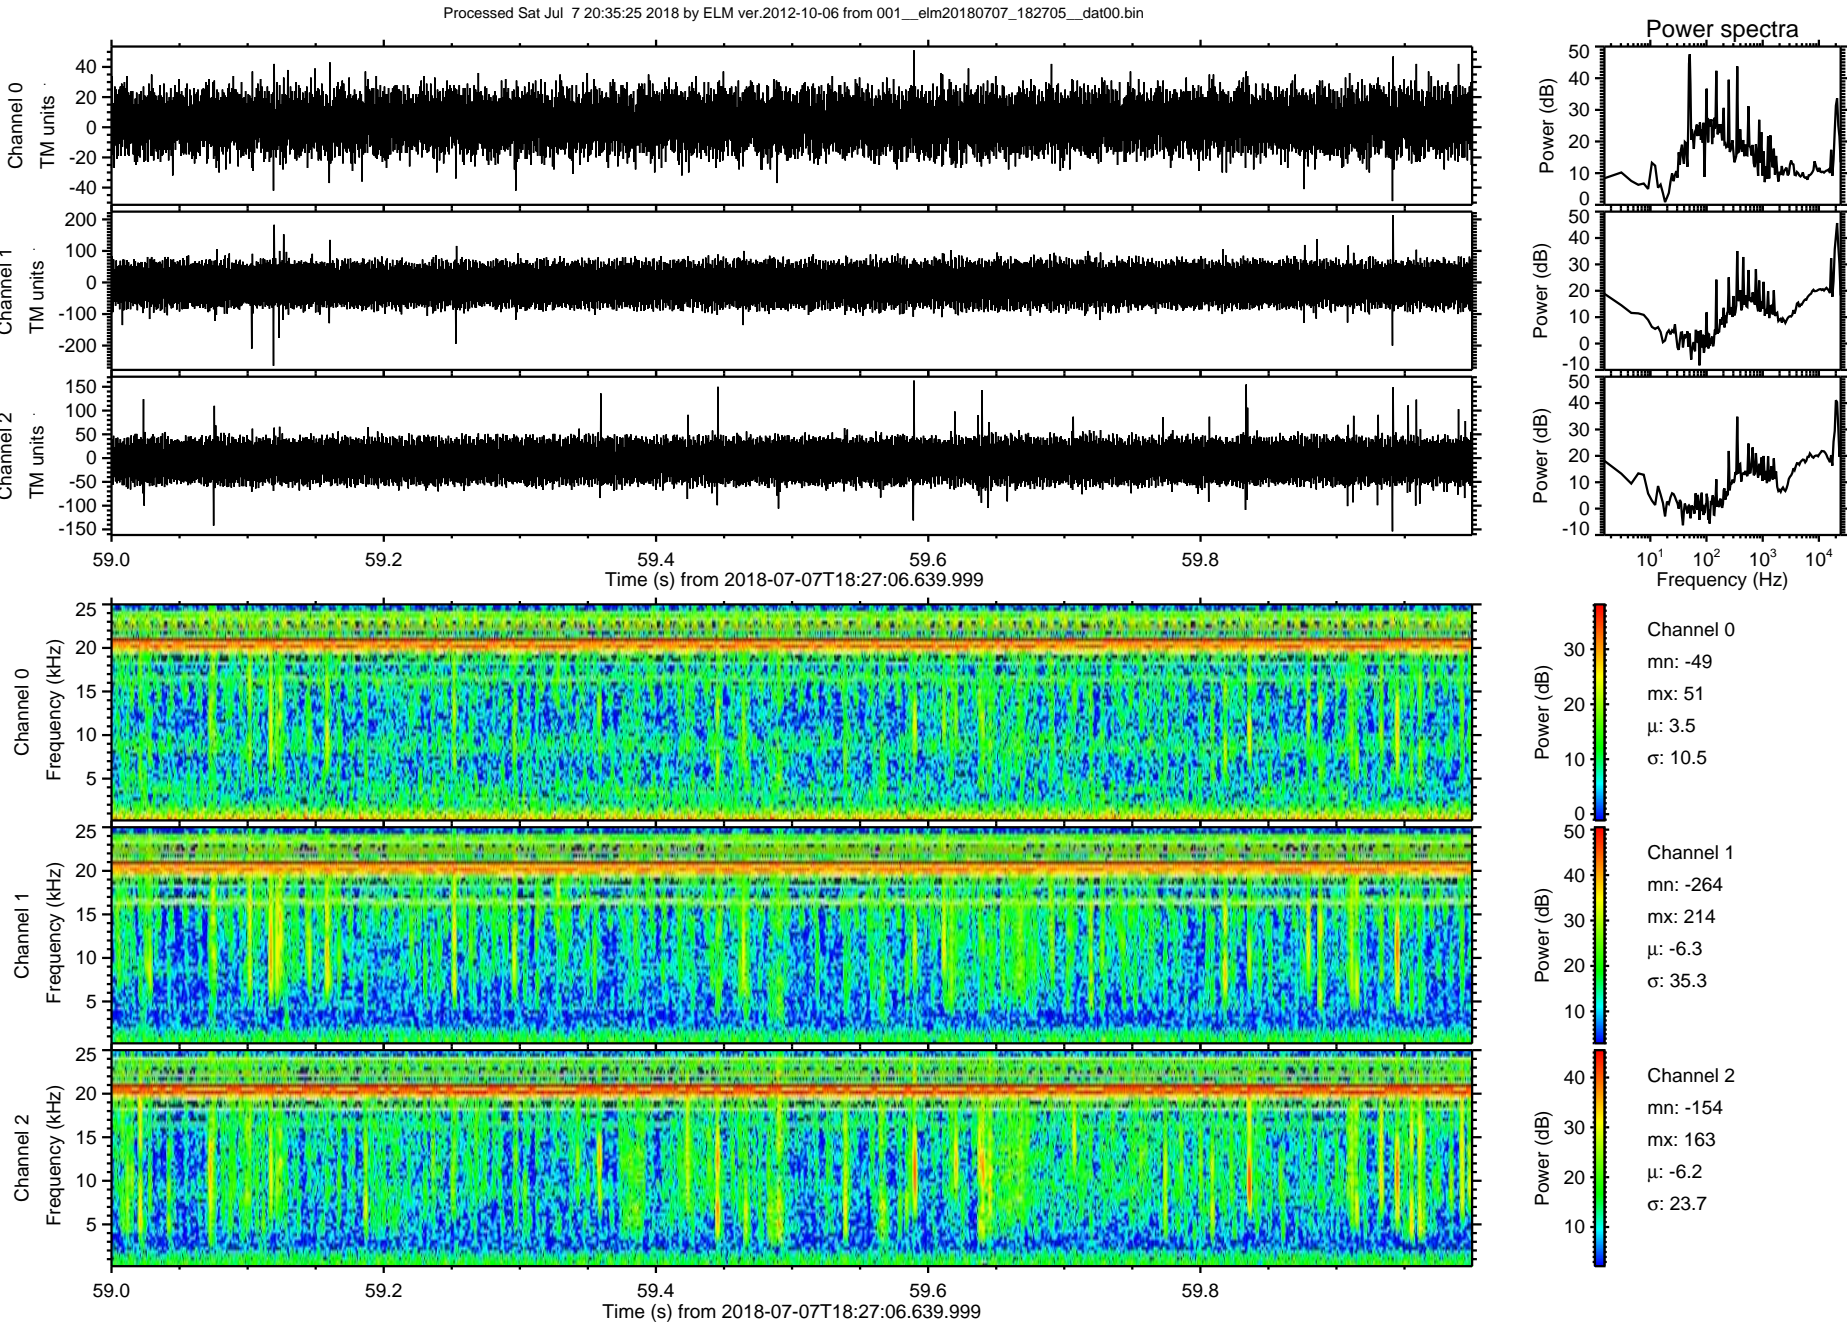 Processed Sat Jul 7 20:35:25 2018 by ELM ver.2012-10-06 from 001__elm20180707_182705__dat00.bin
Power spectra
Channel 0
TM units
40
20
0
-20
-40
Power (dB)
50
40
30
20
10
0
Channel 1
TM units
200
100
0
-100
-200
Power (dB)
50
40
30
20
10
0
-10
Channel 2
TM units
150
100
50
0
-50
-100
-150
Power (dB)
50
40
30
20
10
0
-10
59.0 59.2 59.4 59.6 59.8
Time (s) from 2018-07-07T18:27:06.639.999
10^1 10^2 10^3 10^4
Frequency (Hz)
Channel 0
Frequency (kHz)
25
20
15
10
5
Power (dB)
30
20
10
0
Channel 0
mn: -49
mx: 51
μ: 3.5
σ: 10.5
Channel 1
Frequency (kHz)
25
20
15
10
5
Power (dB)
50
40
30
20
10
Channel 1
mn: -264
mx: 214
μ: -6.3
σ: 35.3
Channel 2
Frequency (kHz)
25
20
15
10
5
Power (dB)
40
30
20
10
Channel 2
mn: -154
mx: 163
μ: -6.2
σ: 23.7
59.0 59.2 59.4 59.6 59.8
Time (s) from 2018-07-07T18:27:06.639.999